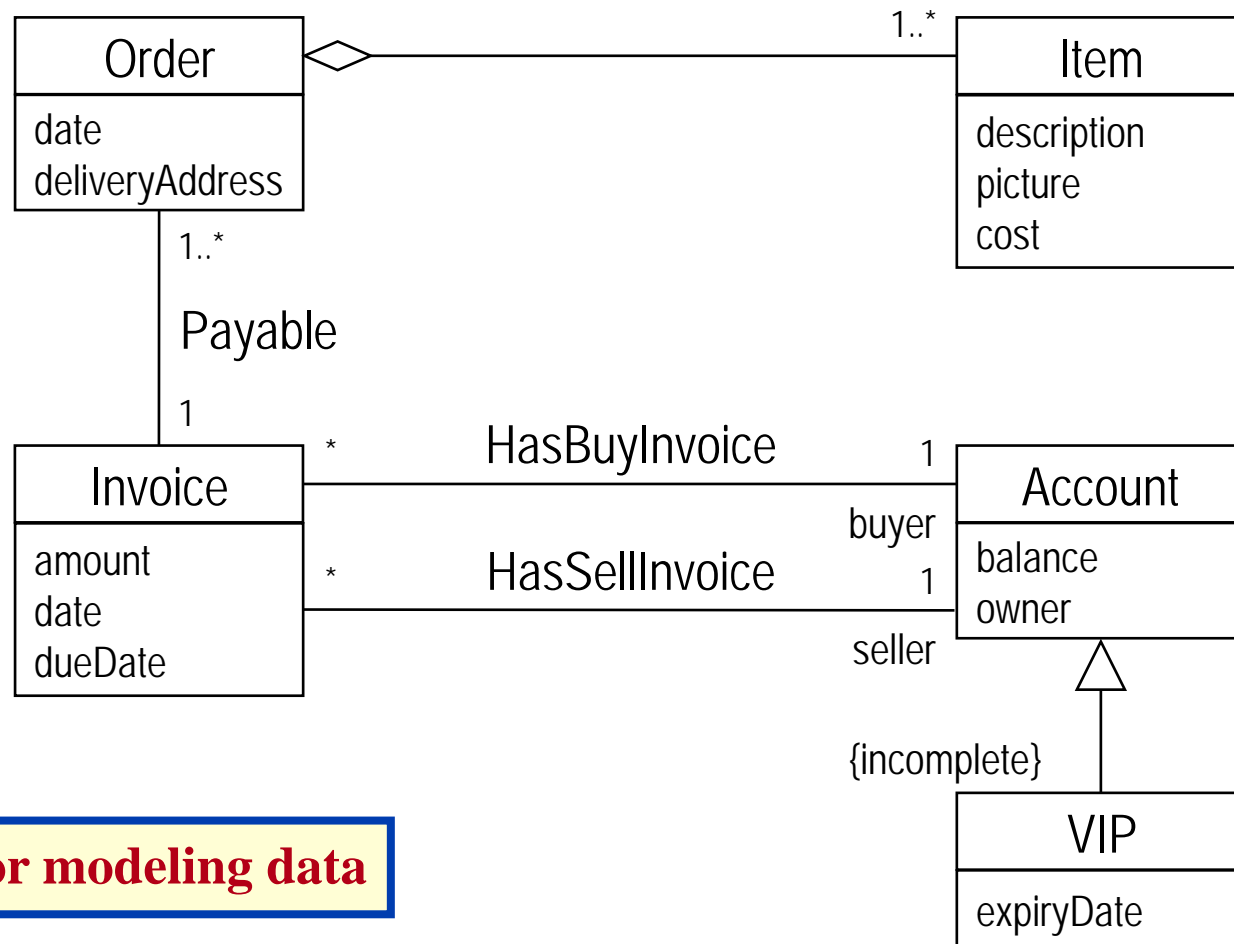 1..*
Order
Item
date
deliveryAddress
description
picture
cost
1..*
Payable
1
* HasBuyInvoice 1
Invoice
Account
buyer
amount
date
dueDate
* HasSellInvoice 1
balance
owner
seller
{incomplete}
VIP
or modeling data
expiryDate